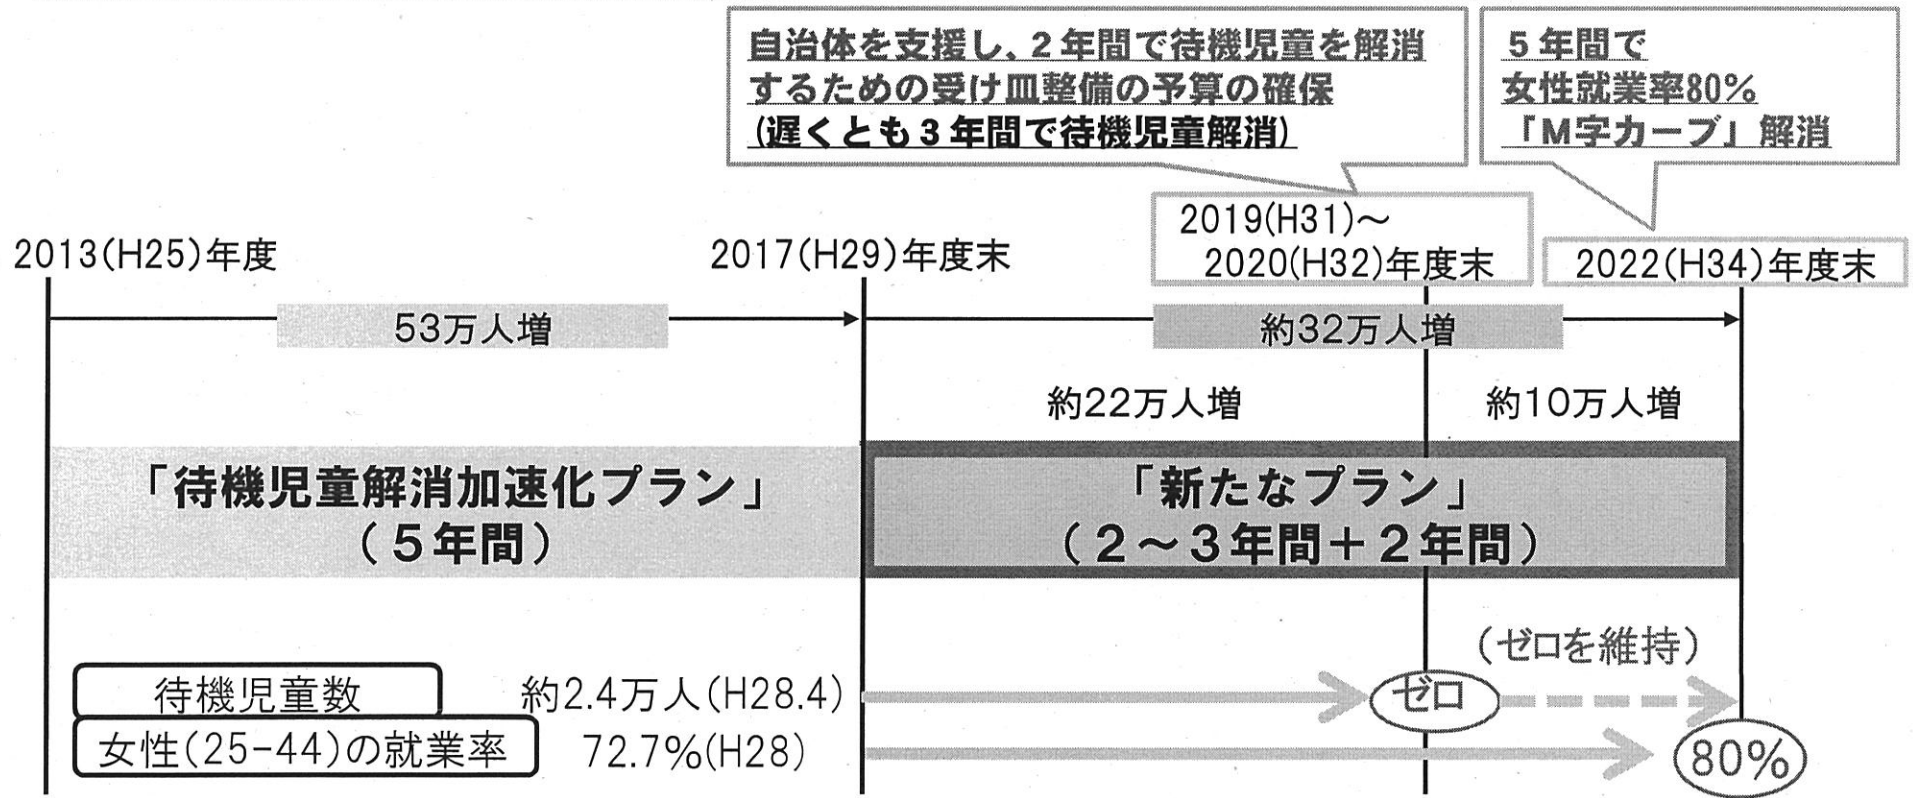 自治体を支援し、2年間で待機児童を解消
するための受け皿整備の予算の確保
(遅くとも3年間で待機児童解消)
5年間で
女性就業率80%
「M字カーブ」解消
2013(H25)年度
2017(H29)年度末
2019(H31)～
2020(H32)年度末
2022(H34)年度末
53万人増
約32万人増
約22万人増
約10万人増
「待機児童解消加速化プラン」
(5年間)
「新たなプラン」
(2～3年間+2年間)
(ゼロを維持)
待機児童数
約2.4万人(H28.4)
ゼロ
女性(25-44)の就業率
72.7%(H28)
80%